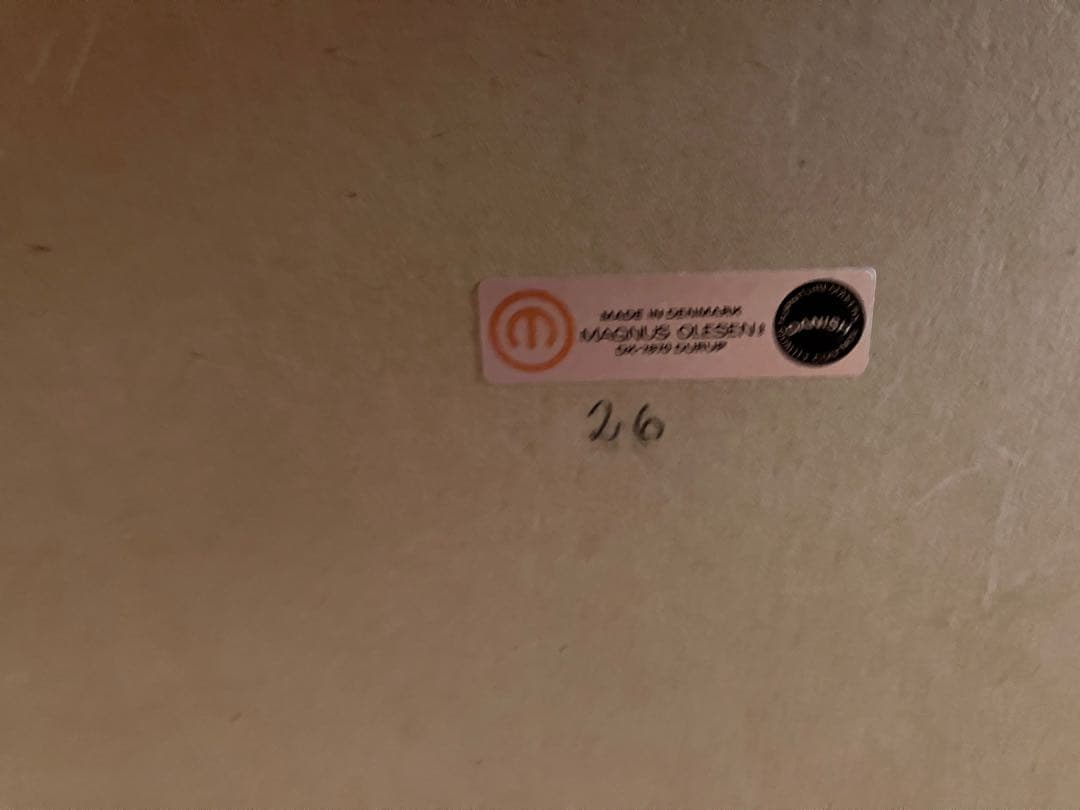 MADE IN DENMARK
MAGNUS OLESEN
DURUP
DANISH
26